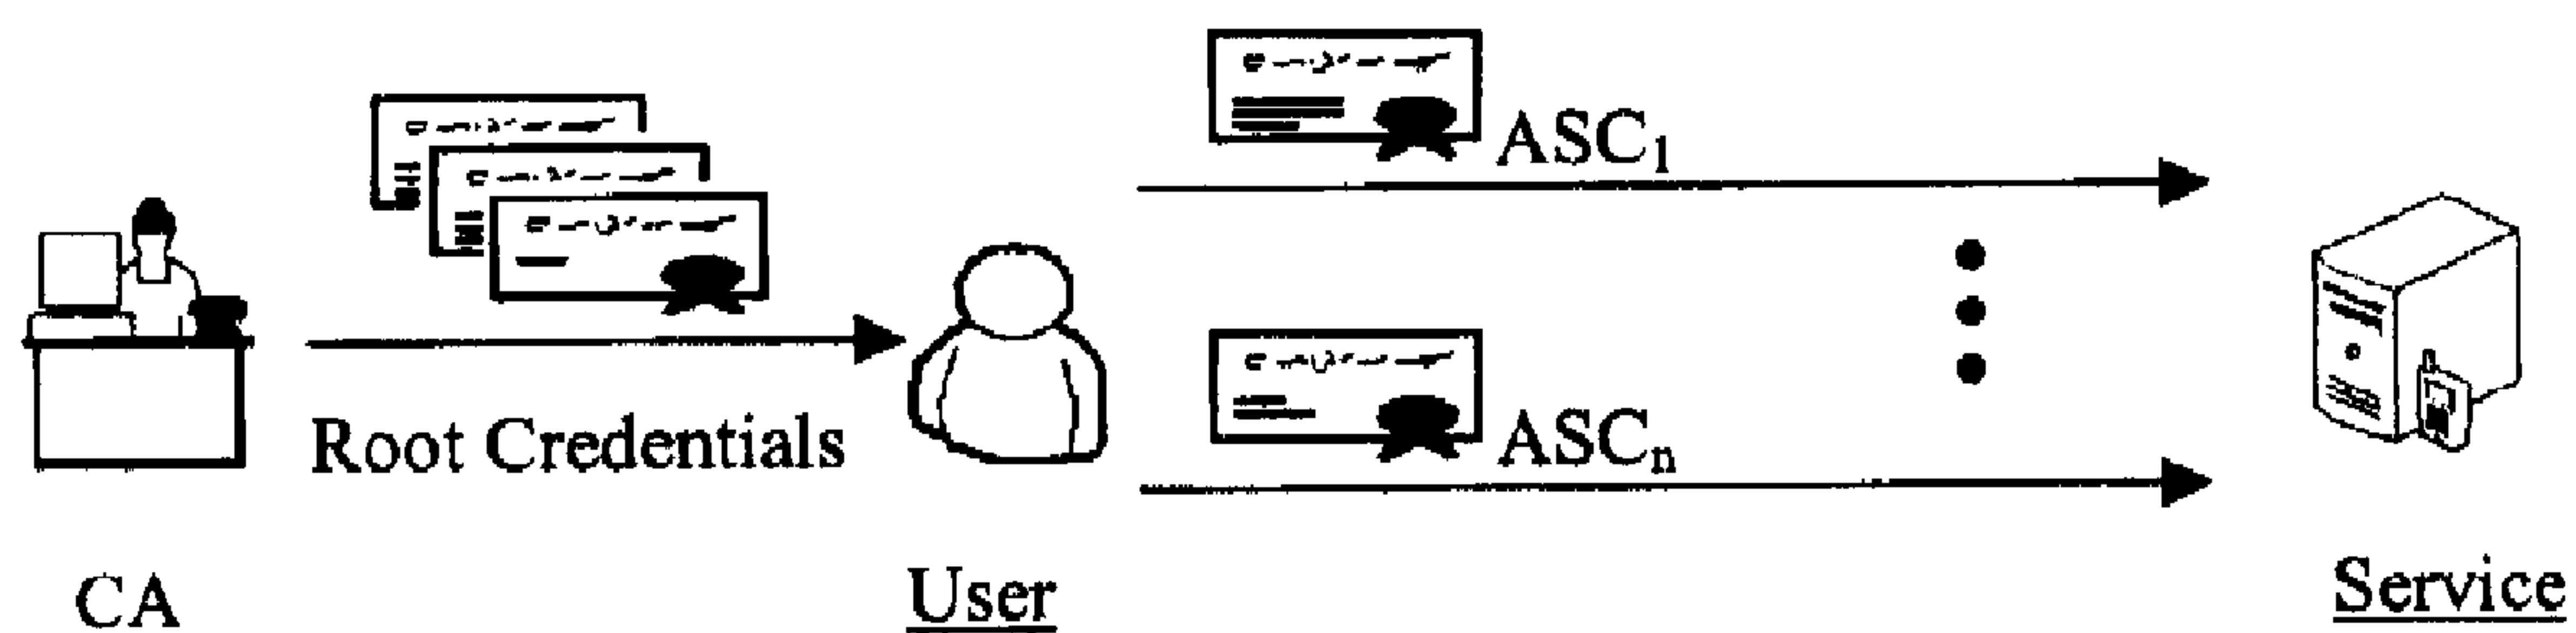 ASC₁
Root Credentials
ASCₙ
CA
User
Service